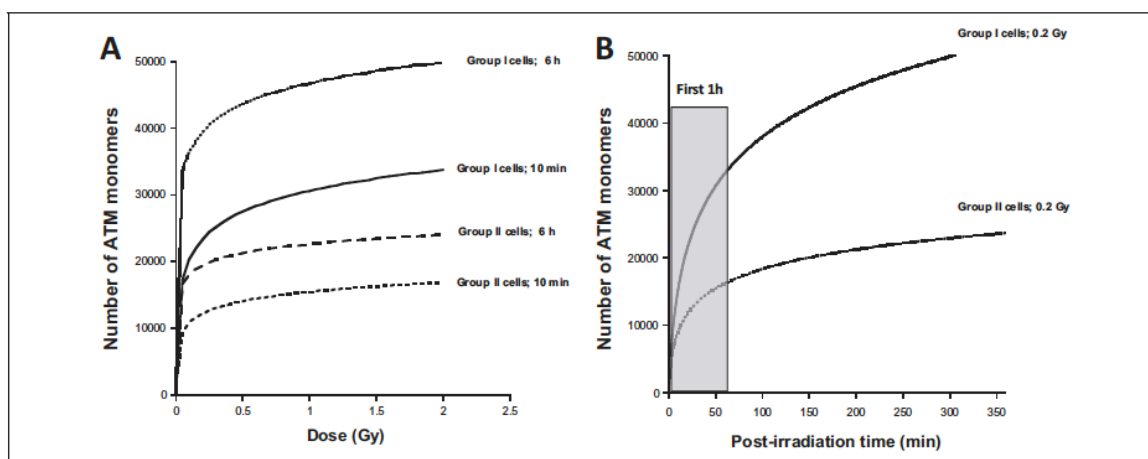 A
Number of ATM monomers
50000
40000
30000
20000
10000
0
Group I cells; 6 h
Group I cells; 10 min
Group II cells; 6 h
Group II cells; 10 min
0 0.5 1 1.5 2 2.5
Dose (Gy)
B
Number of ATM monomers
50000
40000
30000
20000
10000
0
Group I cells; 0.2 Gy
First 1h
Group II cells; 0.2 Gy
0 50 100 150 200 250 300 350
Post-irradiation time (min)